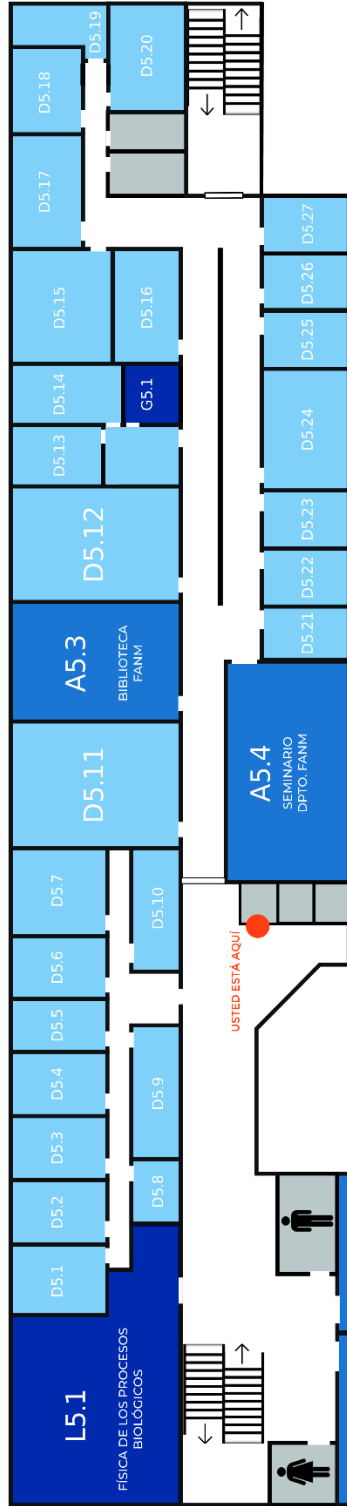 D5.19
D5.20
D5.18
D5.17
D5.27
D5.26
D5.15
D5.16
D5.25
D5.14
G5.1
D5.24
D5.13
D5.12
D5.23
D5.22
D5.21
A5.3
BIBLIOTECA
FANM
A5.4
SEMINARIO
DPTO. FANM
D5.11
D5.7
D5.10
D5.6
USTED ESTÁ AQUÍ
D5.5
D5.4
D5.9
D5.3
D5.2
D5.8
D5.1
L5.1
FÍSICA DE LOS PROCESOS
BIOLÓGICOS